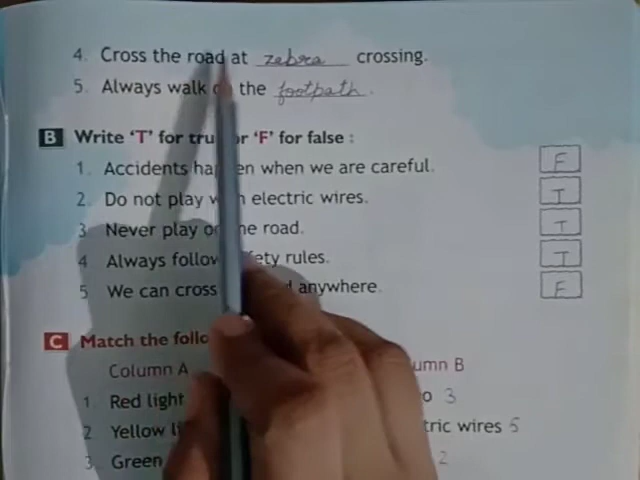 4. Cross the road at zebra crossing.
5. Always walk the footpath.
B Write 'T' for tru or 'F' for false :
1. Accidents ha en when we are careful. F
2. Do not play w h electric wires. T
3. Never play o he road. T
4 Always follow fety rules. T
5 We can cross d anywhere. F
C Match the follo
Column A umn B
1 Red light o 3
2 Yellow li tric wires 5
3. Green 2